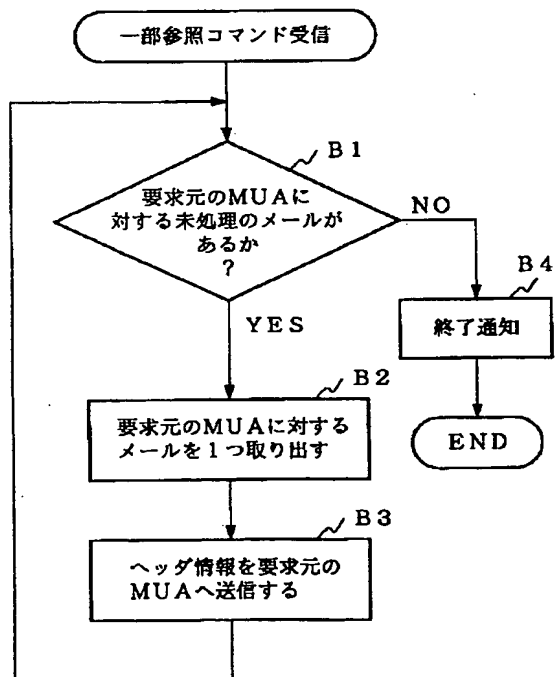 一部参照コマンド受信
B1
要求元のMUAに
対する未処理のメールが
あるか
?
NO
YES
B4
終了通知
END
B2
要求元のMUAに対する
メールを1つ取り出す
B3
ヘッダ情報を要求元の
MUAへ送信する